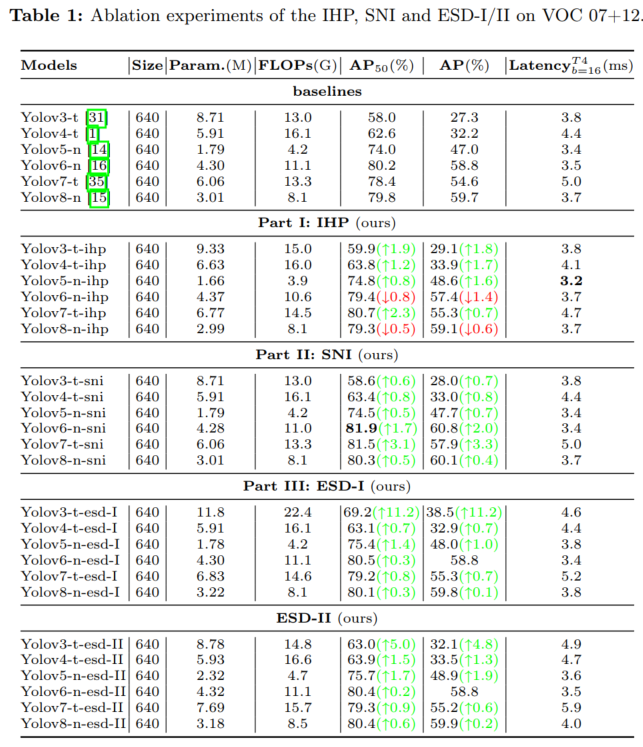 Table 1: Ablation experiments of the IHP, SNI and ESD-I/II on VOC 07+12.
Models Size Param.(M) FLOPs(G) AP50(%) AP(%) Latency T4 b=16 (ms)
baselines
Yolov3-t [31] 640 8.71 13.0 58.0 27.3 3.8
Yolov4-t [1] 640 5.91 16.1 62.6 32.2 4.4
Yolov5-n [14] 640 1.79 4.2 74.0 47.0 3.4
Yolov6-n [16] 640 4.30 11.1 80.2 58.8 3.5
Yolov7-t [35] 640 6.06 13.3 78.4 54.6 5.0
Yolov8-n [15] 640 3.01 8.1 79.8 59.7 3.7
Part I: IHP (ours)
Yolov3-t-ihp 640 9.33 15.0 59.9(↑1.9) 29.1(↑1.8) 3.8
Yolov4-t-ihp 640 6.63 16.0 63.8(↑1.2) 33.9(↑1.7) 4.1
Yolov5-n-ihp 640 1.66 3.9 74.8(↑0.8) 48.6(↑1.6) 3.2
Yolov6-n-ihp 640 4.37 10.6 79.4(↓0.8) 57.4(↓1.4) 3.7
Yolov7-t-ihp 640 6.77 14.5 80.7(↑2.3) 55.3(↑0.7) 4.7
Yolov8-n-ihp 640 2.99 8.1 79.3(↓0.5) 59.1(↓0.6) 3.7
Part II: SNI (ours)
Yolov3-t-sni 640 8.71 13.0 58.6(↑0.6) 28.0(↑0.7) 3.8
Yolov4-t-sni 640 5.91 16.1 63.4(↑0.8) 33.0(↑0.8) 4.4
Yolov5-n-sni 640 1.79 4.2 74.5(↑0.5) 47.7(↑0.7) 3.4
Yolov6-n-sni 640 4.28 11.0 81.9(↑1.7) 60.8(↑2.0) 3.4
Yolov7-t-sni 640 6.06 13.3 81.5(↑3.1) 57.9(↑3.3) 5.0
Yolov8-n-sni 640 3.01 8.1 80.3(↑0.5) 60.1(↑0.4) 3.7
Part III: ESD-I (ours)
Yolov3-t-esd-I 640 11.8 22.4 69.2(↑11.2) 38.5(↑11.2) 4.6
Yolov4-t-esd-I 640 5.91 16.1 63.1(↑0.7) 32.9(↑0.7) 4.4
Yolov5-n-esd-I 640 1.78 4.2 75.4(↑1.4) 48.0(↑1.0) 3.8
Yolov6-n-esd-I 640 4.30 11.1 80.5(↑0.3) 58.8 3.4
Yolov7-t-esd-I 640 6.83 14.6 79.2(↑0.8) 55.3(↑0.7) 5.2
Yolov8-n-esd-I 640 3.22 8.1 80.1(↑0.3) 59.8(↑0.1) 3.8
ESD-II (ours)
Yolov3-t-esd-II 640 8.78 14.8 63.0(↑5.0) 32.1(↑4.8) 4.9
Yolov4-t-esd-II 640 5.93 16.6 63.9(↑1.5) 33.5(↑1.3) 4.7
Yolov5-n-esd-II 640 2.32 4.7 75.7(↑1.7) 48.9(↑1.9) 3.6
Yolov6-n-esd-II 640 4.32 11.1 80.4(↑0.2) 58.8 3.5
Yolov7-t-esd-II 640 7.69 15.7 79.3(↑0.9) 55.2(↑0.6) 5.9
Yolov8-n-esd-II 640 3.18 8.5 80.4(↑0.6) 59.9(↑0.2) 4.0